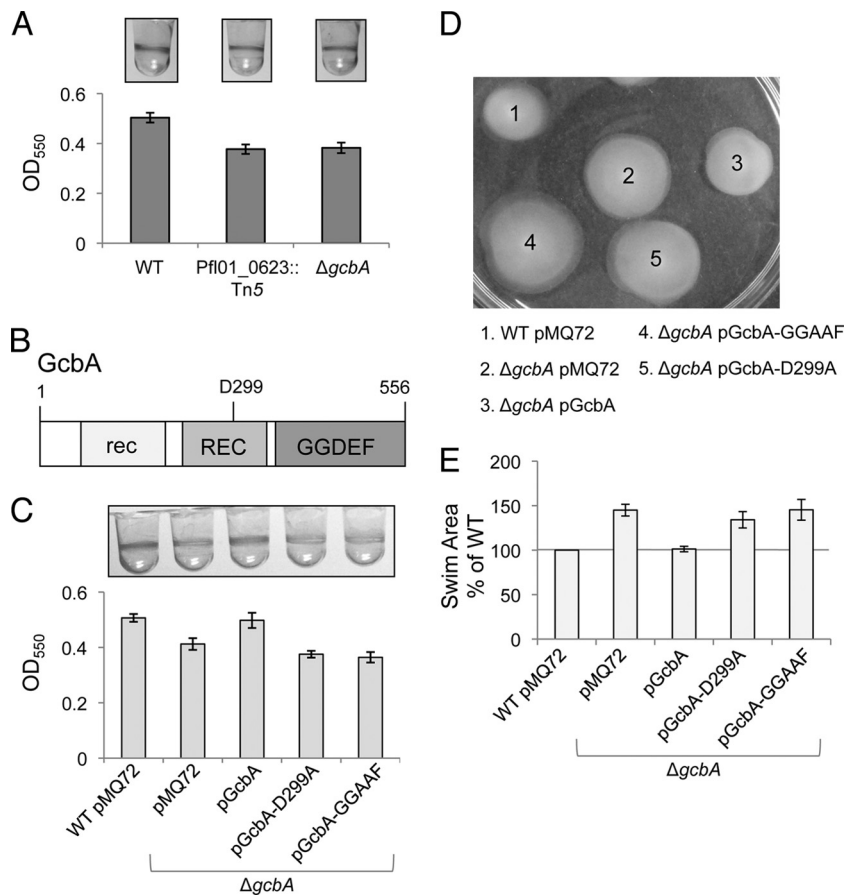 A
0.6
0.4
0.2
0
OD550
WT
Pfl01_0623::
Tn5
ΔgcbA
B
GcbA
1
D299
556
rec
REC
GGDEF
C
0.6
0.4
0.2
0
OD550
WT pMQ72
pMQ72
pGcbA
pGcbA-D299A
pGcbA-GGAAF
ΔgcbA
D
1
2
3
4
5
1. WT pMQ72
2. ΔgcbA pMQ72
3. ΔgcbA pGcbA
4. ΔgcbA pGcbA-GGAAF
5. ΔgcbA pGcbA-D299A
E
200
150
100
50
0
Swim Area
% of WT
WT pMQ72
pMQ72
pGcbA
pGcbA-D299A
pGcbA-GGAAF
ΔgcbA